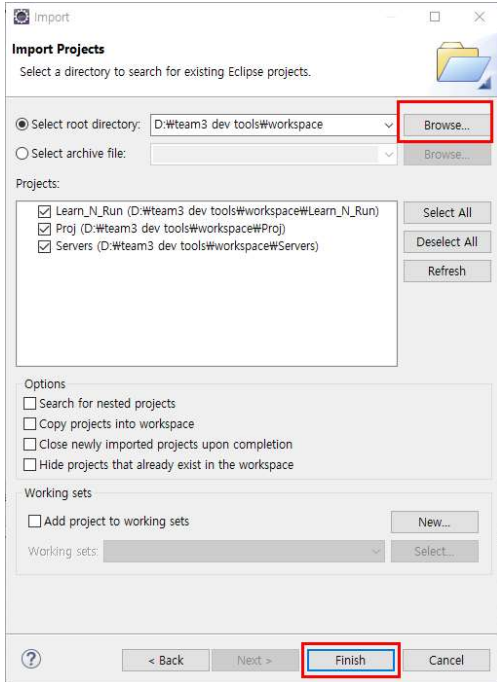 Import
Import Projects
Select a directory to search for existing Eclipse projects.
Select root directory: D:₩team3 dev tools₩workspace Browse...
Select archive file: Browse...
Projects:
Learn_N_Run (D:₩team3 dev tools₩workspace₩Learn_N_Run) Select All
Proj (D:₩team3 dev tools₩workspace₩Proj)
Servers (D:₩team3 dev tools₩workspace₩Servers)
Deselect All
Refresh
Options
Search for nested projects
Copy projects into workspace
Close newly imported projects upon completion
Hide projects that already exist in the workspace
Working sets
Add project to working sets New...
Working sets: Select...
? < Back Next > Finish Cancel